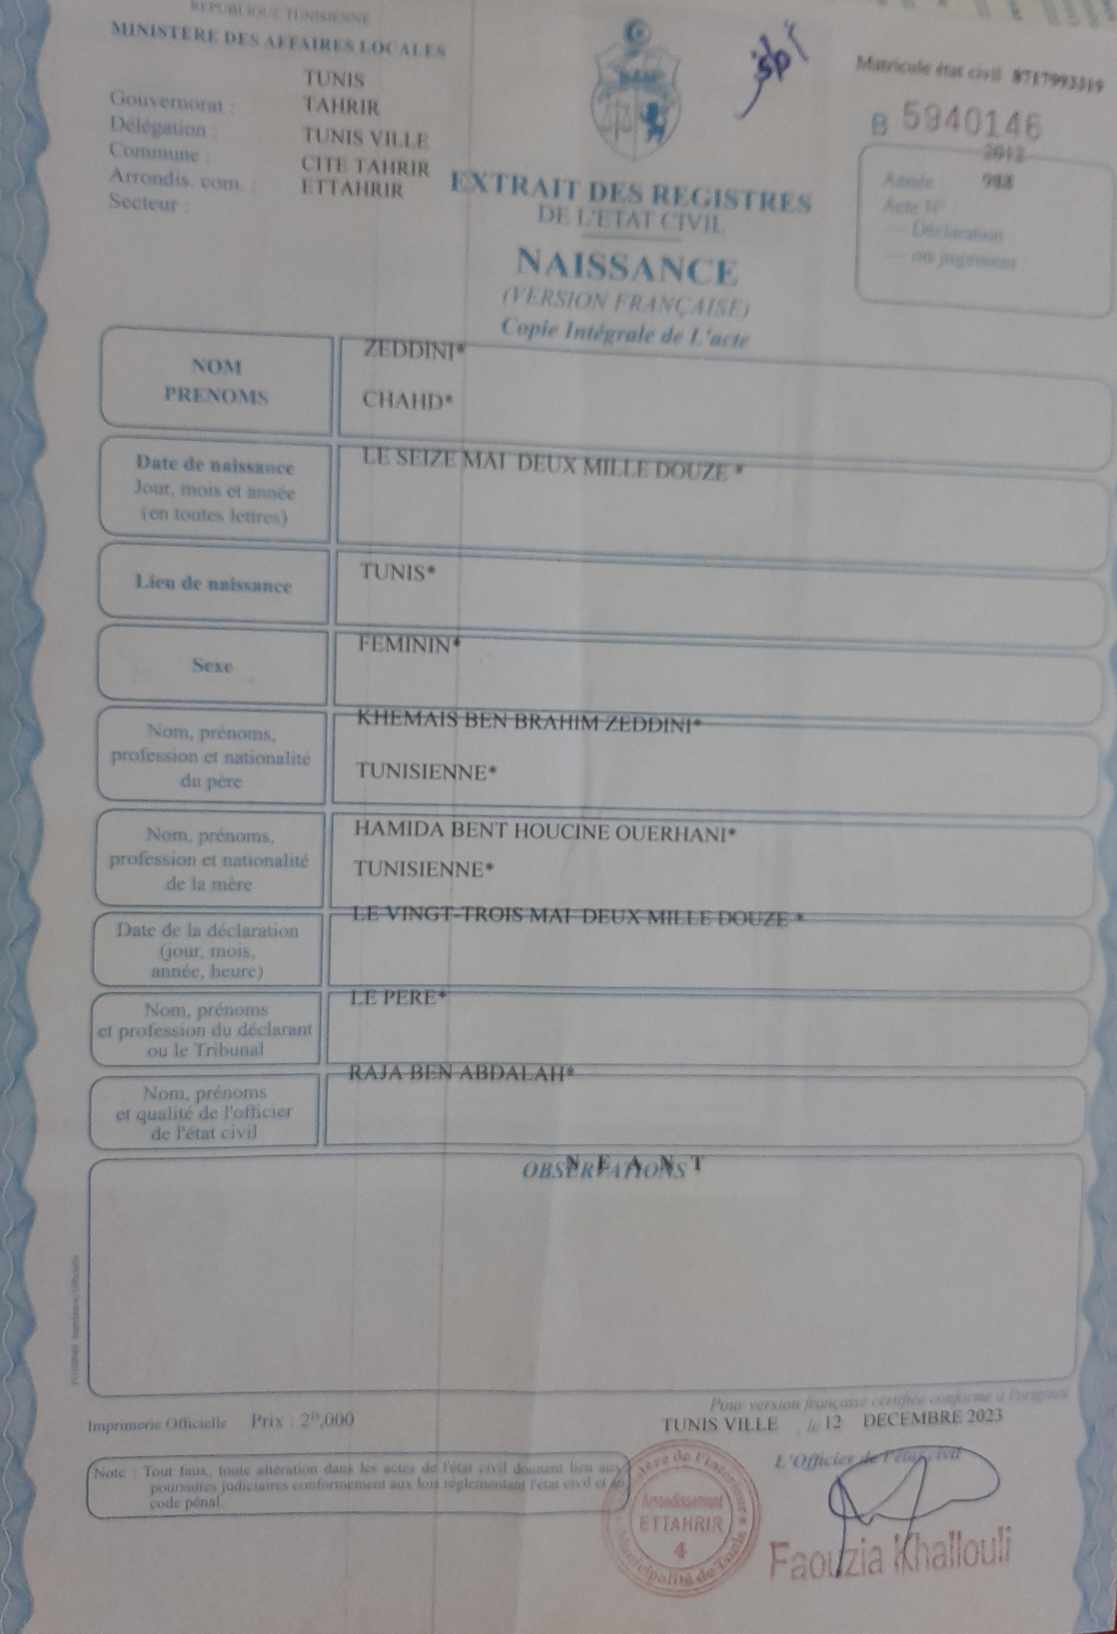 REPUBLIQUE TUNISIENNE
MINISTERE DES AFFAIRES LOCALES
Gouvernorat : TUNIS
Délégation : TAHRIR
Commune : TUNIS VILLE
Arrondis. com. : CITE TAHRIR
Secteur : ETTAHRIR
Matricule état civil 8717993319
B 5940146
Année 2012
Acte N° : 988
— Déclaration
— ou jugement :
EXTRAIT DES REGISTRES
DE L'ETAT CIVIL
NAISSANCE
(VERSION FRANÇAISE)
Copie Intégrale de L'acte
NOM
PRENOMS
ZEDDINI*
CHAHD*
Date de naissance
Jour, mois et année
(en toutes lettres)
LE SEIZE MAI DEUX MILLE DOUZE *
Lieu de naissance
TUNIS*
Sexe
FEMININ*
Nom, prénoms,
profession et nationalité
du père
KHEMAIS BEN BRAHIM ZEDDINI*
TUNISIENNE*
Nom, prénoms,
profession et nationalité
de la mère
HAMIDA BENT HOUCINE OUERHANI*
TUNISIENNE*
Date de la déclaration
(jour, mois,
année, heure)
LE VINGT-TROIS MAI DEUX MILLE DOUZE *
Nom, prénoms
et profession du déclarant
ou le Tribunal
LE PERE*
Nom, prénoms
et qualité de l'officier
de l'état civil
RAJA BEN ABDALAH*
OBSERVATIONS
N E A N T
Pour version française certifiée conforme à l'original
Imprimerie Officielle Prix : 2D,000
TUNIS VILLE , le 12 DECEMBRE 2023
L'Officier de l'état civil
Note : Tout faux, toute altération dans les actes de l'état civil donnent lieu aux
poursuites judiciaires conformement aux lois réglementant l'état civil et au
code pénal.
Arrondissement
ETTAHRIR
4
Municipalité de Tunis
Faouzia Khallouli